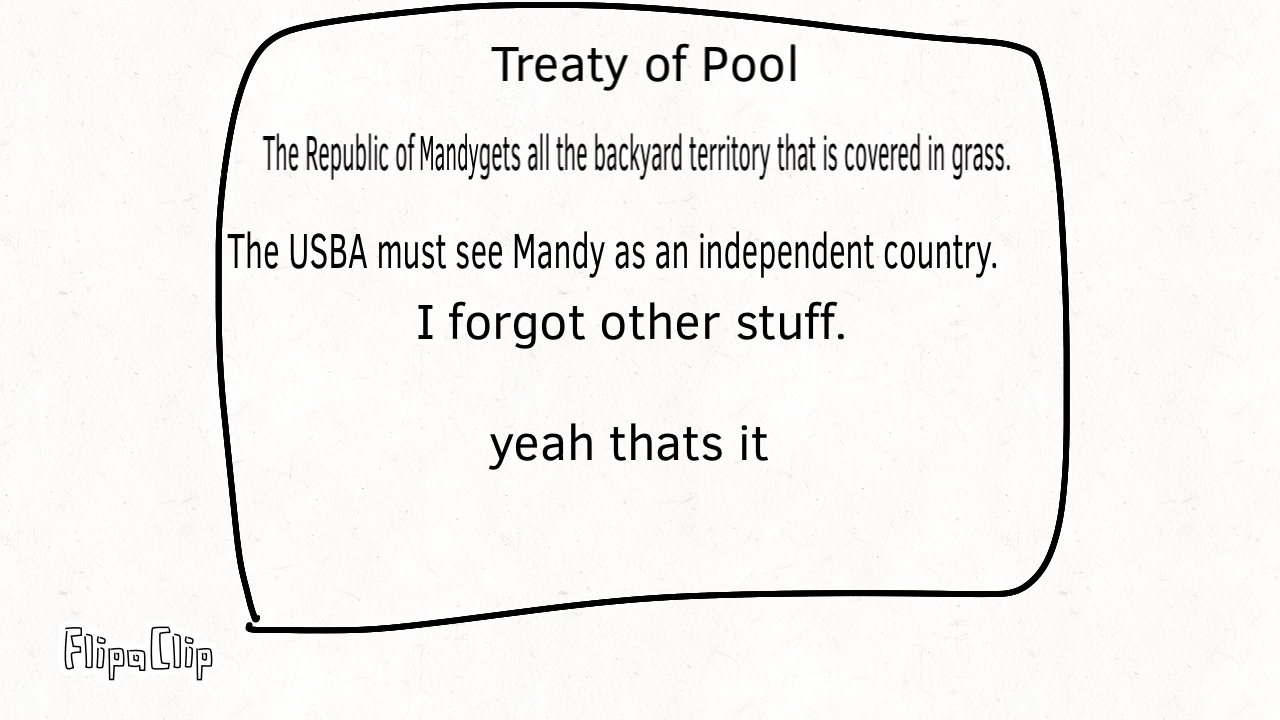 Treaty of Pool
The Republic of Mandygets all the backyard territory that is covered in grass.
The USBA must see Mandy as an independent country.
I forgot other stuff.
yeah thats it
FlipaClip